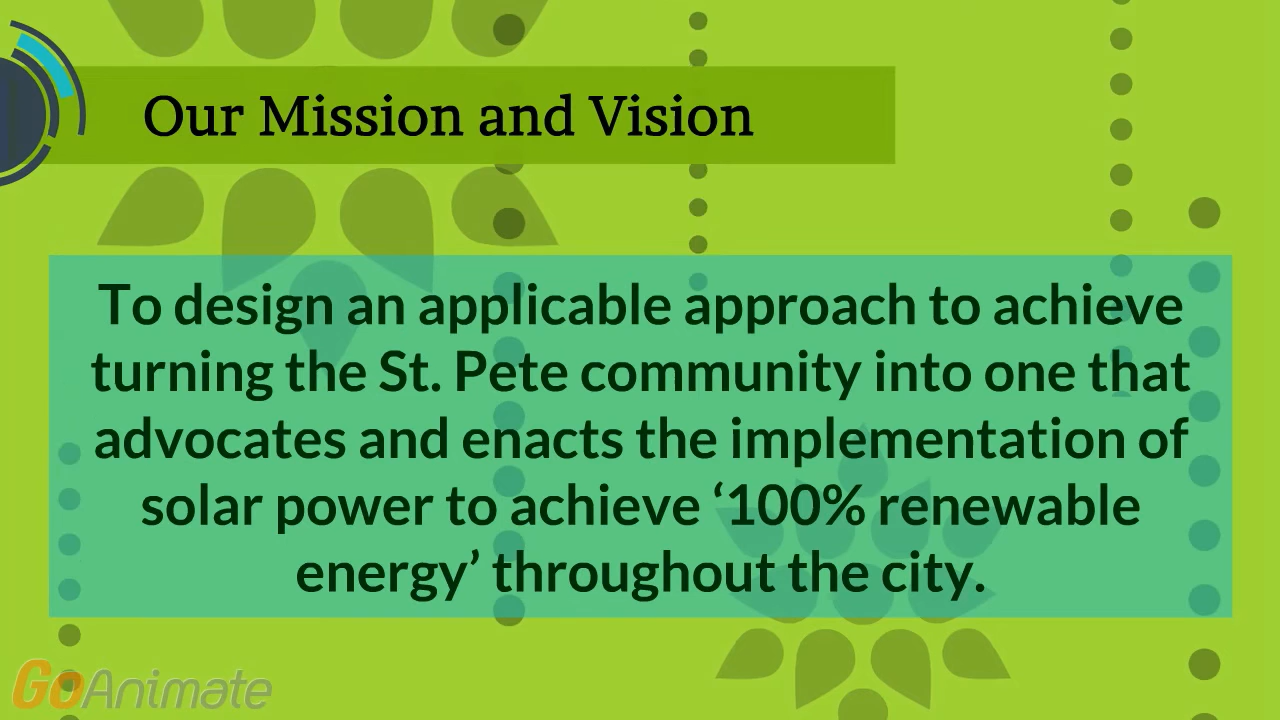 Our Mission and Vision
To design an applicable approach to achieve
turning the St. Pete community into one that
advocates and enacts the implementation of
solar power to achieve ‘100% renewable
energy’ throughout the city.
GoAnimate